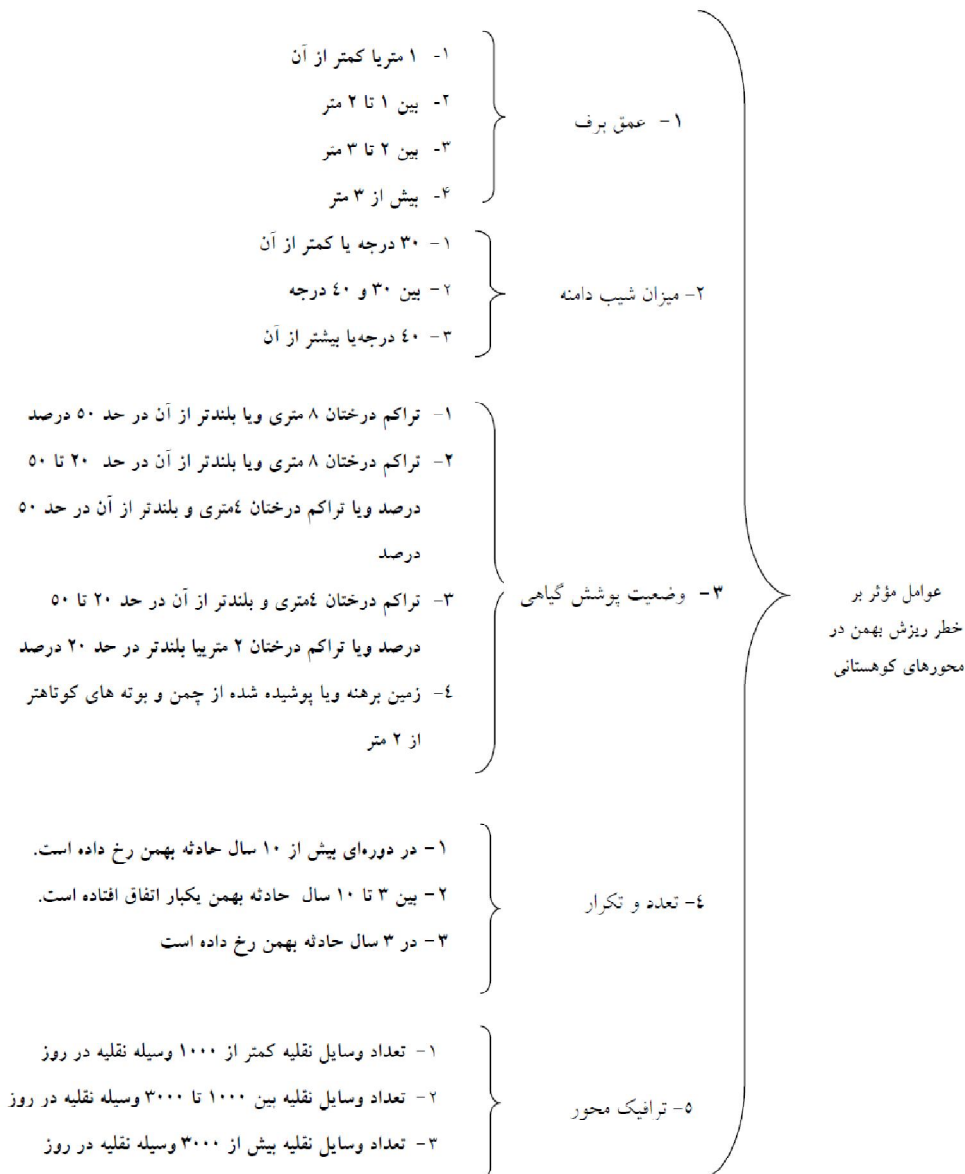 عوامل مؤثر بر
خطر ریزش بهمن در
محورهای کوهستانی
۱- عمق برف
۱- ۱ متریا کمتر از آن
۲- بین ۱ تا ۲ متر
۳- بین ۲ تا ۳ متر
۴- بیش از ۳ متر
۲- میزان شیب دامنه
۱- ۳۰ درجه یا کمتر از آن
۲- بین ۳۰ و ٤۰ درجه
۳- ٤۰ درجهیا بیشتر از آن
۳- وضعیت پوشش گیاهی
۱- تراکم درختان ۸ متری ویا بلندتر از آن در حد ۵۰ درصد
۲- تراکم درختان ۸ متری ویا بلندتر از آن در حد ۲۰ تا ۵۰
درصد ویا تراکم درختان ٤متری و بلندتر از آن در حد ۵۰
درصد
۳- تراکم درختان ٤متری و بلندتر از آن در حد ۲۰ تا ۵۰
درصد ویا تراکم درختان ۲ مترییا بلندتر در حد ۲۰ درصد
٤- زمین برهنه ویا پوشیده شده از چمن و بوته های کوتاهتر
از ۲ متر
٤- تعدد و تکرار
۱- در دوره‌ای بیش از ۱۰ سال حادثه بهمن رخ داده است.
۲- بین ۳ تا ۱۰ سال حادثه بهمن یکبار اتفاق افتاده است.
۳- در ۳ سال حادثه بهمن رخ داده است
۵- ترافیک محور
۱- تعداد وسایل نقلیه کمتر از ۱۰۰۰ وسیله نقلیه در روز
۲- تعداد وسایل نقلیه بین ۱۰۰۰ تا ۳۰۰۰ وسیله نقلیه در روز
۳- تعداد وسایل نقلیه بیش از ۳۰۰۰ وسیله نقلیه در روز